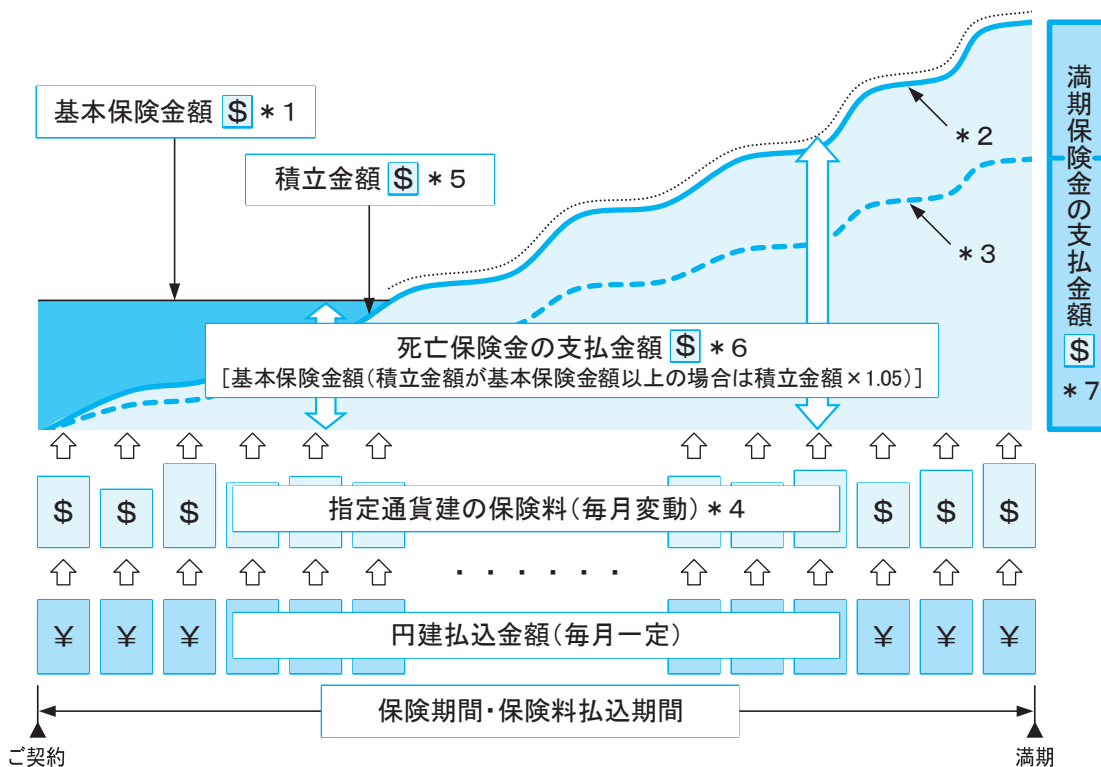 基本保険金額 $ *1
積立金額 $ *5
*2
*3
満期保険金の支払金額 $ *7
死亡保険金の支払金額 $ *6
[基本保険金額(積立金額が基本保険金額以上の場合は積立金額×1.05)]
$ $ $ 指定通貨建の保険料(毎月変動)*4 $ $ $
・・・・・・
¥ ¥ ¥ 円建払込金額(毎月一定) ¥ ¥ ¥
保険期間・保険料払込期間
ご契約
満期